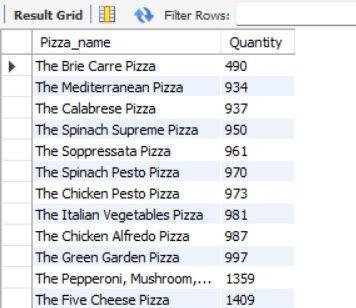 Result Grid Filter Rows:
Pizza_name Quantity
The Brie Carre Pizza 490
The Mediterranean Pizza 934
The Calabrese Pizza 937
The Spinach Supreme Pizza 950
The Soppressata Pizza 961
The Spinach Pesto Pizza 970
The Chicken Pesto Pizza 973
The Italian Vegetables Pizza 981
The Chicken Alfredo Pizza 987
The Green Garden Pizza 997
The Pepperoni, Mushroom,... 1359
The Five Cheese Pizza 1409